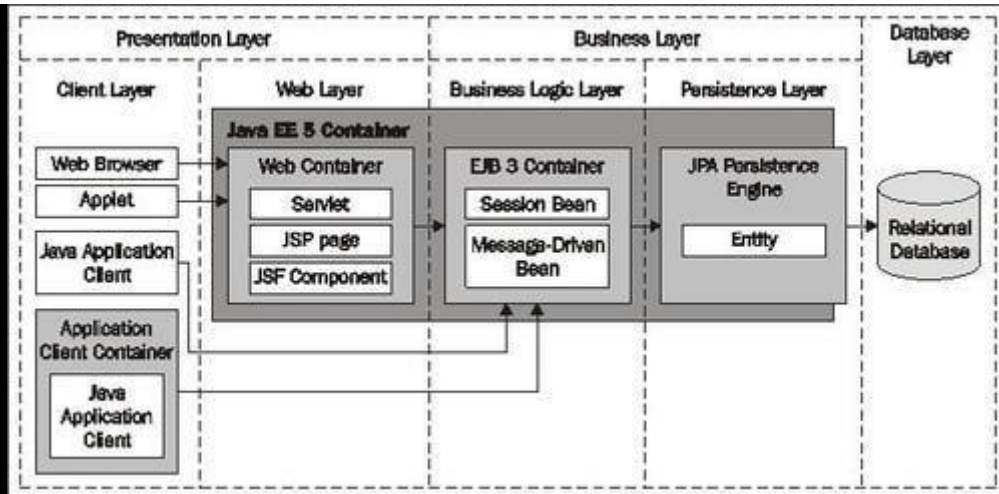 Presentation Layer
Business Layer
Database
Layer
Client Layer
Web Layer
Business Logic Layer
Persistence Layer
Java EE 5 Container
Web Browser
Applet
Java Application
Client
Application
Client Container
Java
Application
Client
Web Container
Servlet
JSP page
JSF Component
EJB 3 Container
Session Bean
Message-Driven
Bean
JPA Persistence
Engine
Entity
Relational
Database